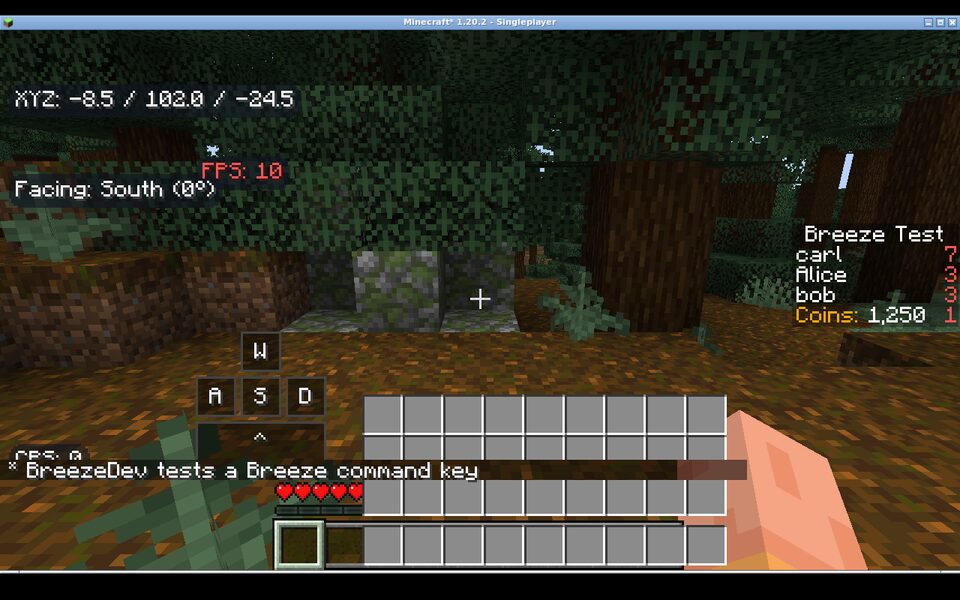 Minecraft* 1.20.2 - Singleplayer
XYZ: -8.5 / 102.0 / -24.5
FPS: 10
Facing: South (0°)
Breeze Test
carl 7
Alice 3
bob 3
Coins: 1,250 1
W
A S D
^
CPS: 0
* BreezeDev tests a Breeze command key